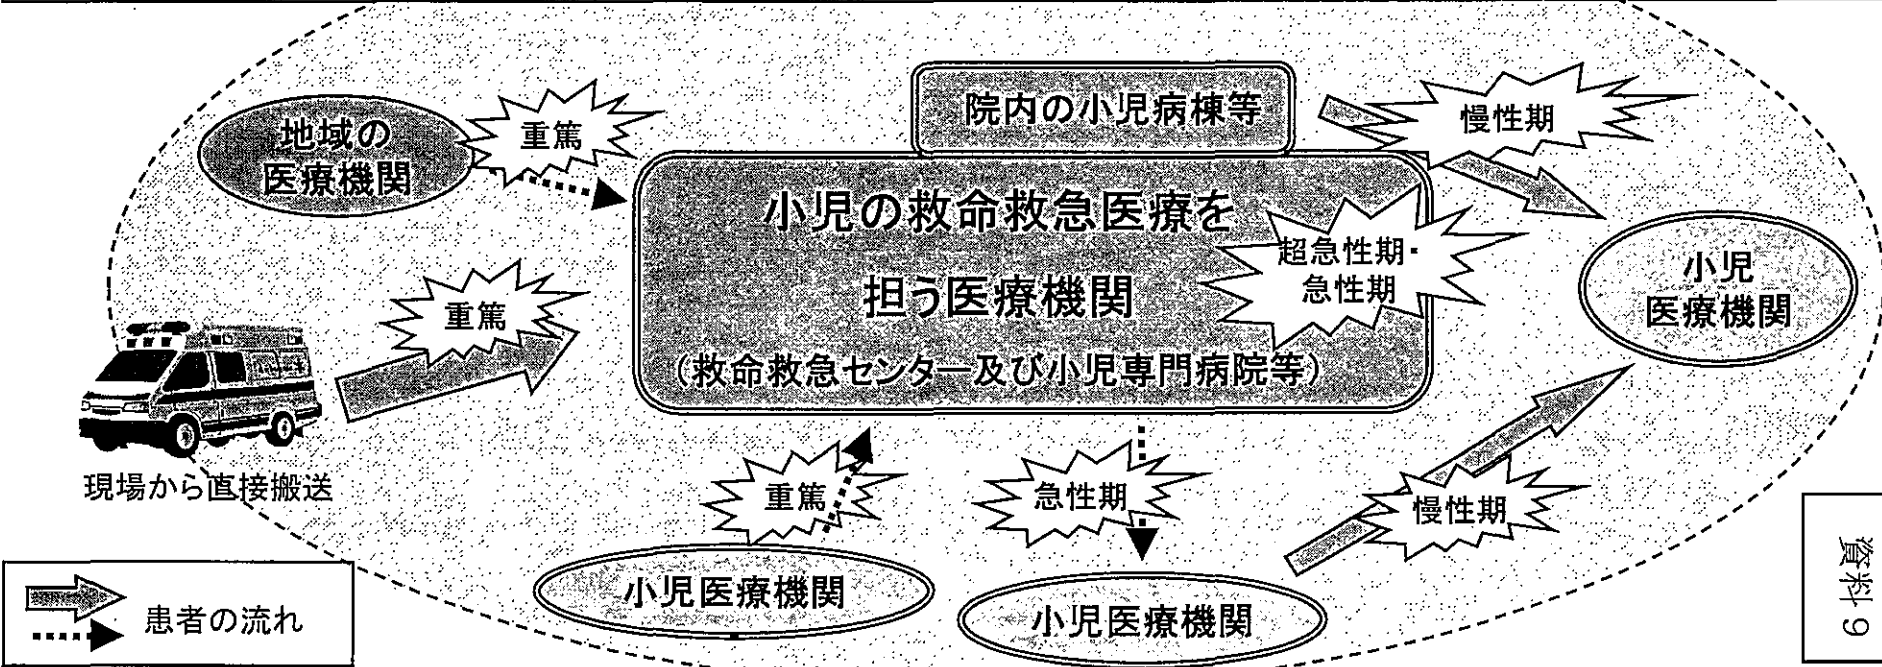 地域の
医療機関
重篤
院内の小児病棟等
慢性期
小児の救命救急医療を
担う医療機関
（救命救急センター及び小児専門病院等）
超急性期・
急性期
小児
医療機関
重篤
現場から直接搬送
重篤
急性期
慢性期
小児医療機関
小児医療機関
患者の流れ
資料9